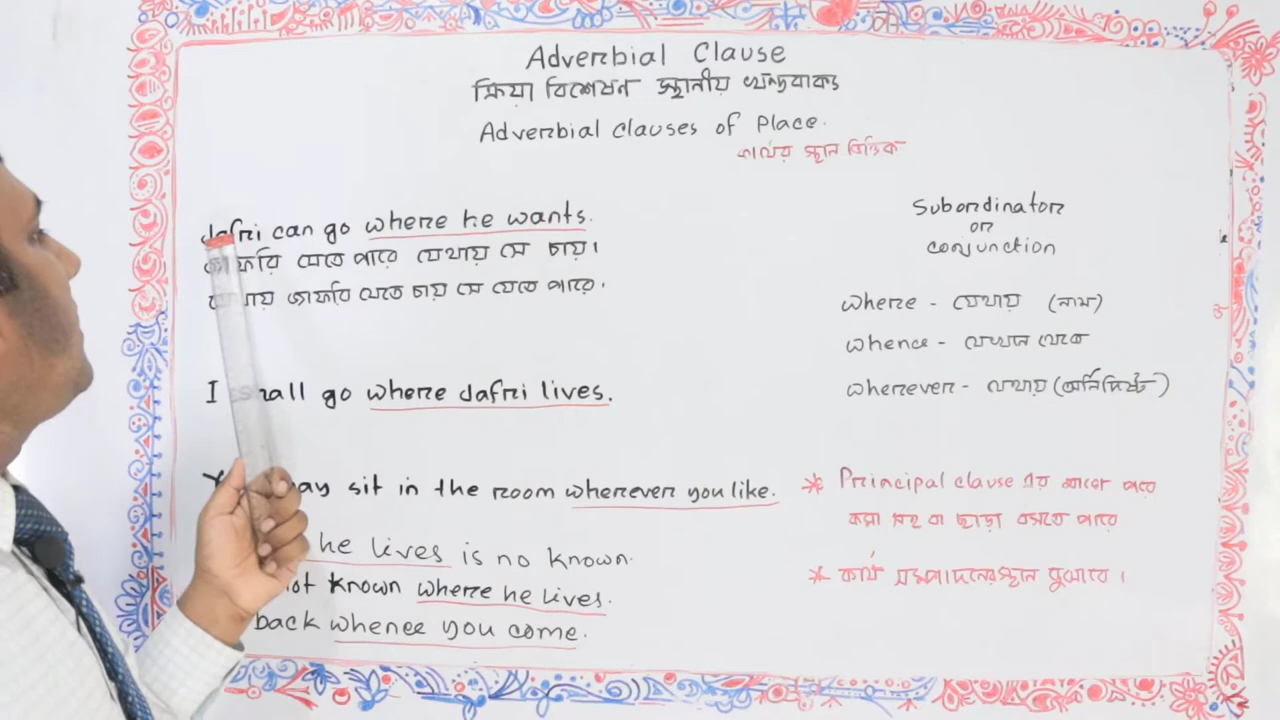 Adverbial Clause
ক্রিয়া বিশেষন স্থানীয় খন্ডবাক্য
Adverbial Clauses of Place.
কার্যের স্থান ভিত্তিক
Jafri can go where he wants.
জাফরি যেতে পারে যেথায় সে চায়।
যেথায় জাফরি যেতে চায় সে যেতে পারে।
I shall go where Jafri lives.
may sit in the room wherever you like.
he lives is no known.
not known where he lives.
back whence you come.
Subordinator
or
conjunction
where - যেথায় (নাম)
whence - যেখান থেকে
wherever - যেথায় (অনির্দিষ্ট)
* Principal clause এর আগে পরে
কমা সহ বা ছাড়া বসতে পারে
* কার্য সম্পাদনের স্থান বুঝাবে।